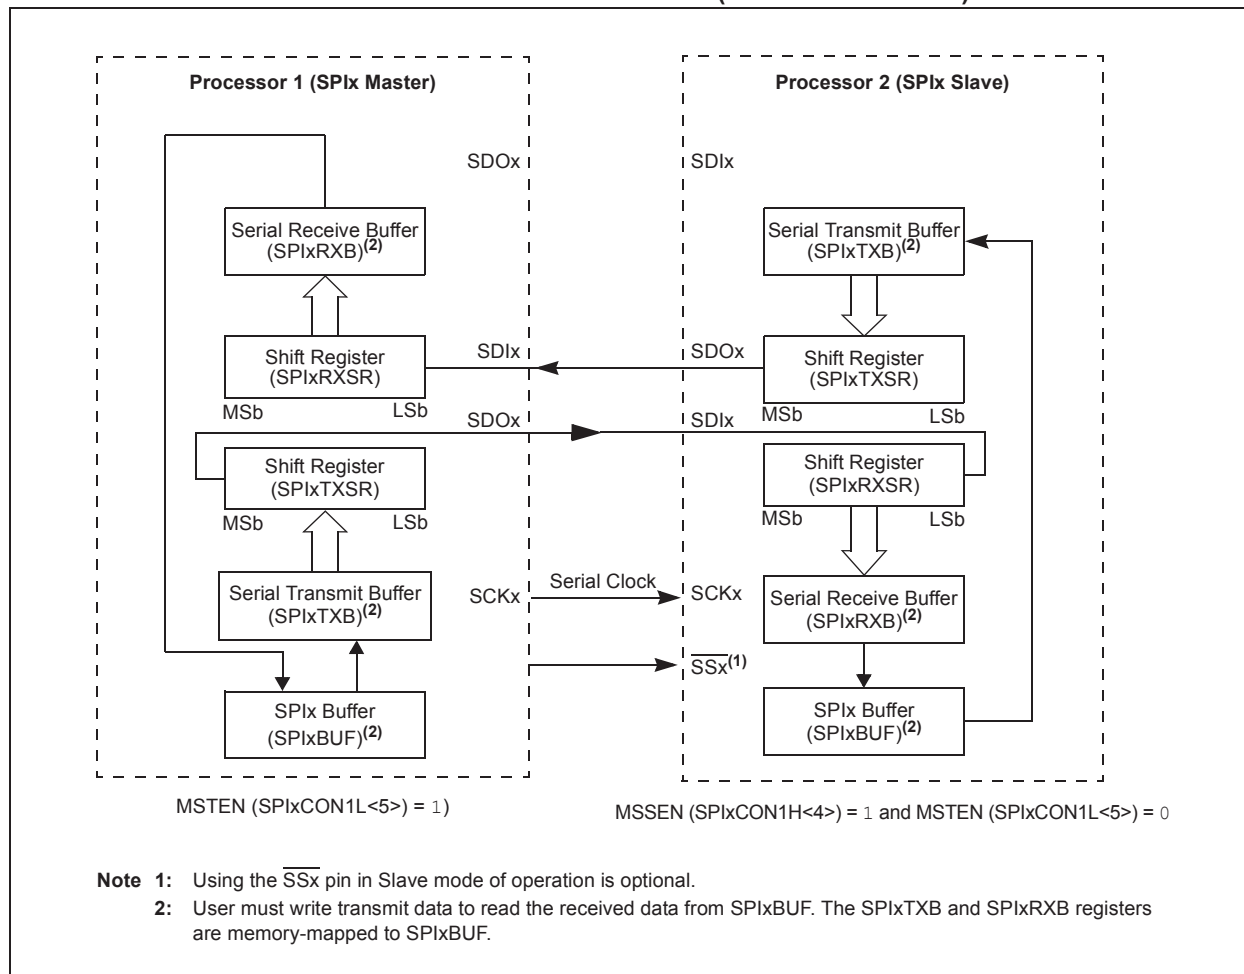 Processor 1 (SPIx Master)
Processor 2 (SPIx Slave)
SDOx
SDIx
Serial Receive Buffer
(SPIxRXB)(2)
Serial Transmit Buffer
(SPIxTXB)(2)
Shift Register
(SPIxRXSR)
SDIx
SDOx
Shift Register
(SPIxTXSR)
MSb
LSb
MSb
LSb
SDOx
SDIx
Shift Register
(SPIxTXSR)
Shift Register
(SPIxRXSR)
MSb
LSb
MSb
LSb
Serial Transmit Buffer
(SPIxTXB)(2)
SCKx
Serial Clock
SCKx
Serial Receive Buffer
(SPIxRXB)(2)
SSx(1)
SPIx Buffer
(SPIxBUF)(2)
SPIx Buffer
(SPIxBUF)(2)
MSTEN (SPIxCON1L<5>) = 1)
MSSEN (SPIxCON1H<4>) = 1 and MSTEN (SPIxCON1L<5>) = 0
Note 1: Using the SSx pin in Slave mode of operation is optional.
2: User must write transmit data to read the received data from SPIxBUF. The SPIxTXB and SPIxRXB registers
are memory-mapped to SPIxBUF.